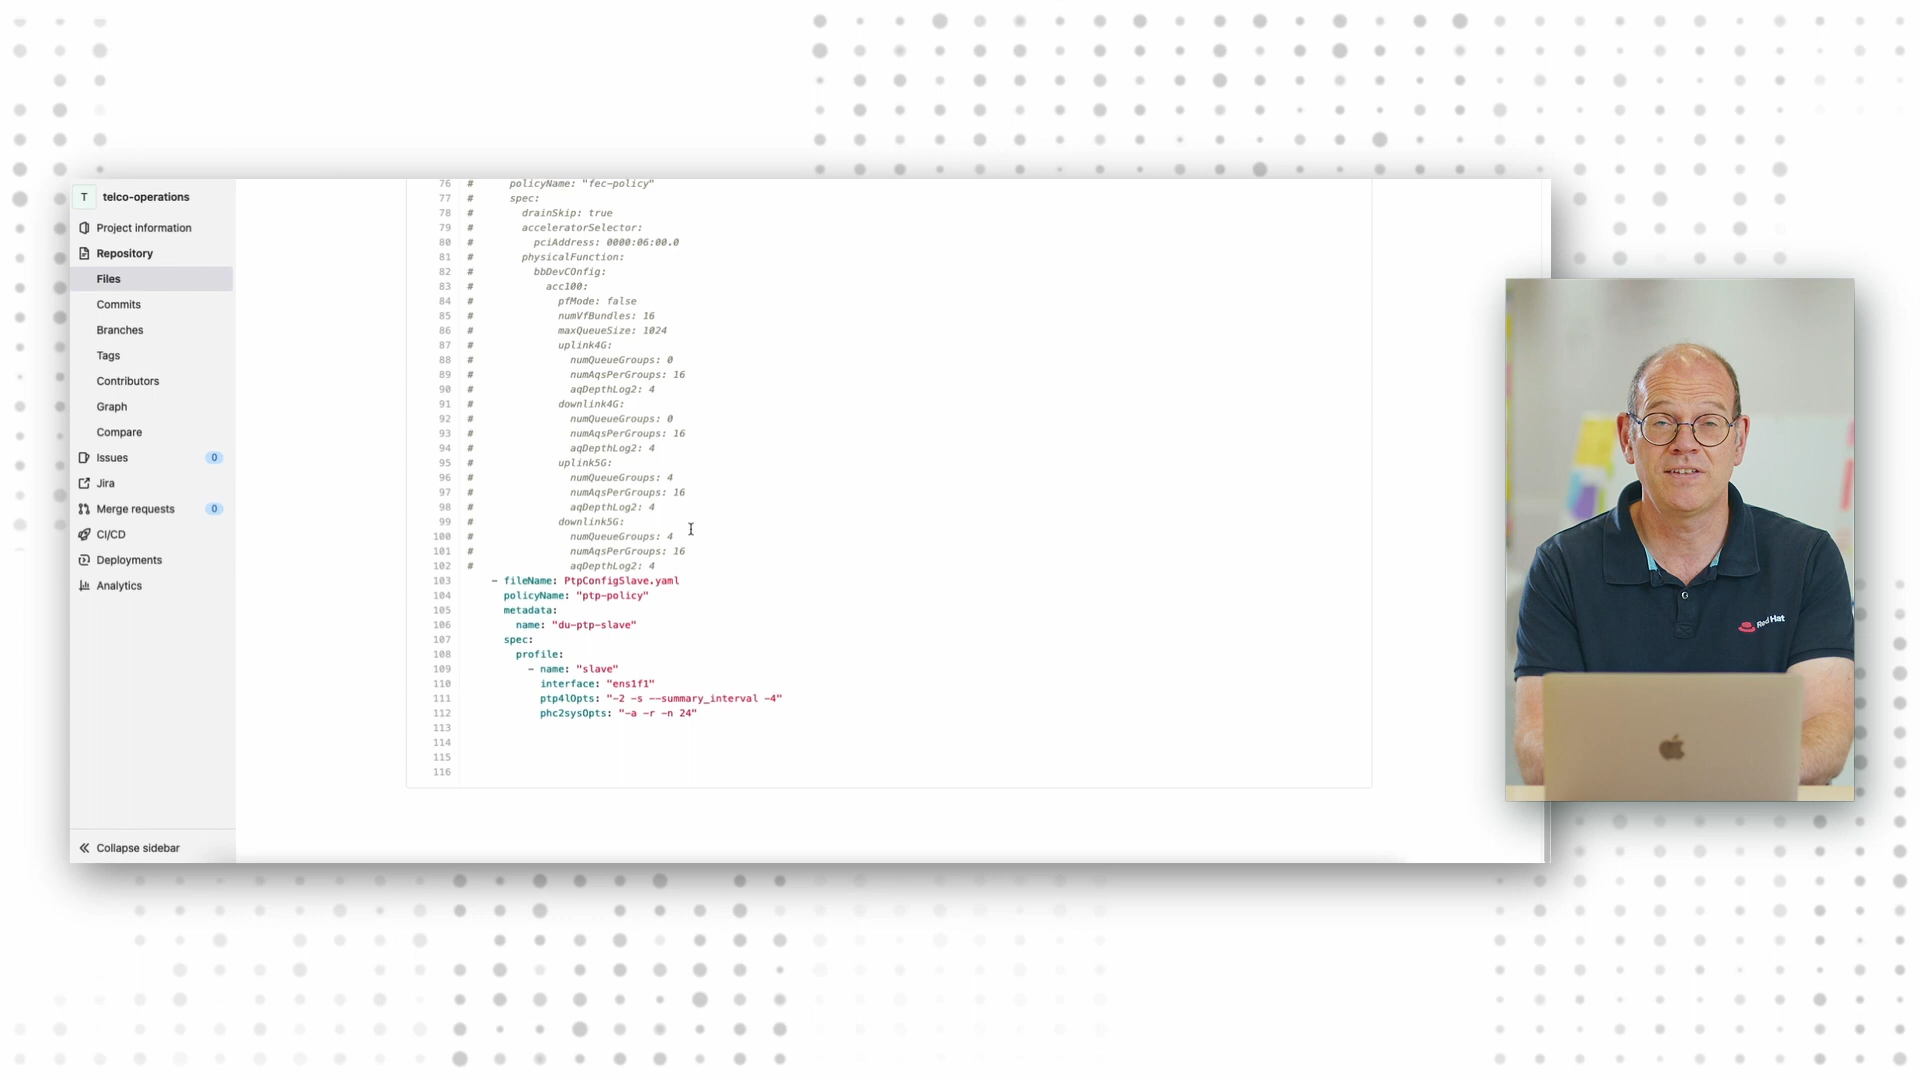 T telco-operations
Project information
Repository
Files
Commits
Branches
Tags
Contributors
Graph
Compare
Issues 0
Jira
Merge requests 0
CI/CD
Deployments
Analytics
Collapse sidebar
76 # policyName: "fec-policy"
77 # spec:
78 # drainSkip: true
79 # acceleratorSelector:
80 # pciAddress: 0000:06:00.0
81 # physicalFunction:
82 # bbDevCOnfig:
83 # acc100:
84 # pfMode: false
85 # numVfBundles: 16
86 # maxQueueSize: 1024
87 # uplink4G:
88 # numQueueGroups: 0
89 # numAqsPerGroups: 16
90 # aqDepthLog2: 4
91 # downlink4G:
92 # numQueueGroups: 0
93 # numAqsPerGroups: 16
94 # aqDepthLog2: 4
95 # uplink5G:
96 # numQueueGroups: 4
97 # numAqsPerGroups: 16
98 # aqDepthLog2: 4
99 # downlink5G:
100 # numQueueGroups: 4
101 # numAqsPerGroups: 16
102 # aqDepthLog2: 4
103 - fileName: PtpConfigSlave.yaml
104 policyName: "ptp-policy"
105 metadata:
106 name: "du-ptp-slave"
107 spec:
108 profile:
109 - name: "slave"
110 interface: "ens1f1"
111 ptp4lOpts: "-2 -s --summary_interval -4"
112 phc2sysOpts: "-a -r -n 24"
113
114
115
116
Red Hat